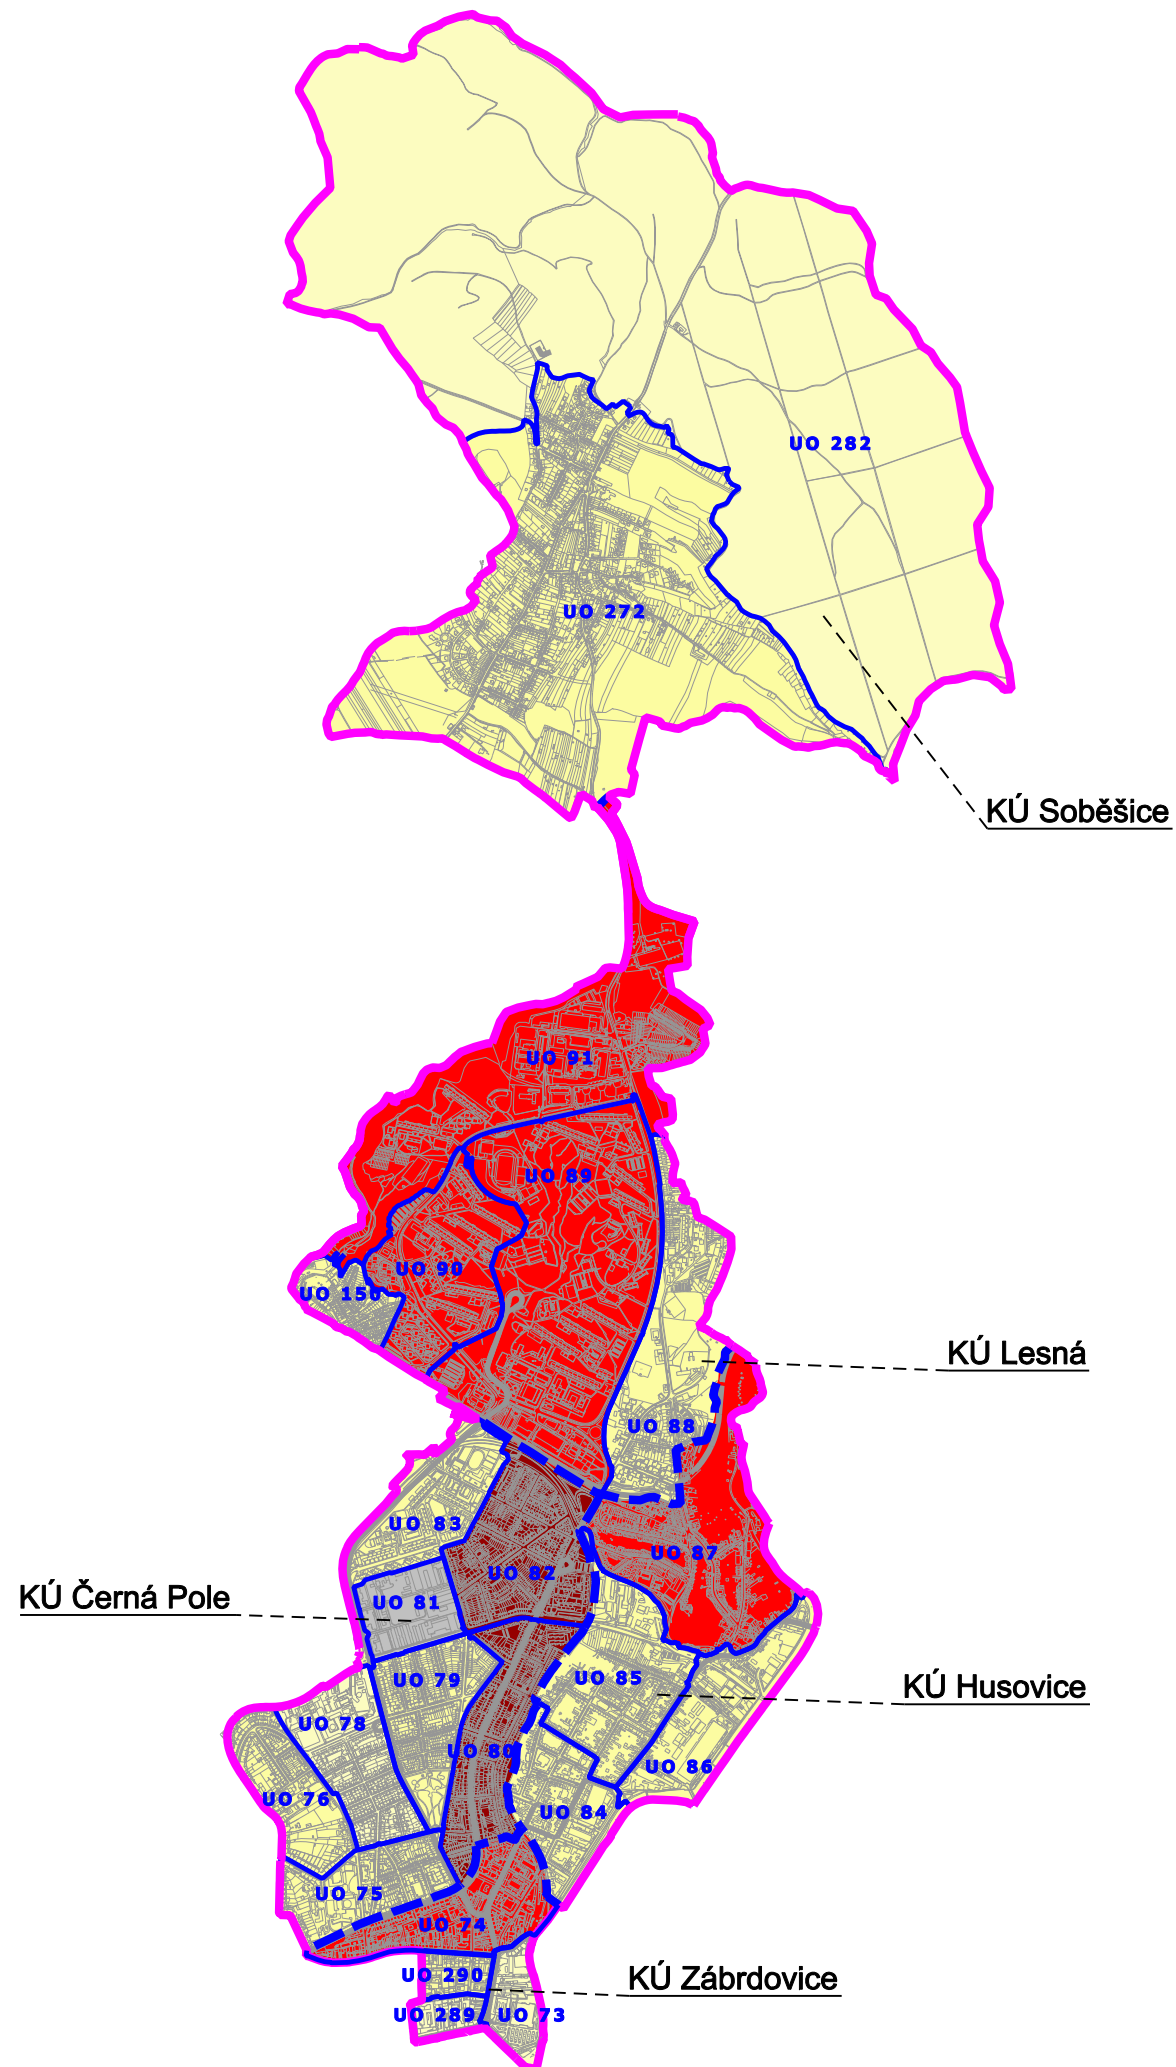 UO 282
UO 272
KÚ Soběšice
UO 91
UO 89
UO 90
UO 150
KÚ Lesná
UO 88
UO 83
UO 87
UO 82
KÚ Černá Pole
UO 81
UO 79
UO 85
KÚ Husovice
UO 78
UO 80
UO 86
UO 76
UO 84
UO 75
UO 74
UO 290
KÚ Zábrdovice
UO 289
UO 73